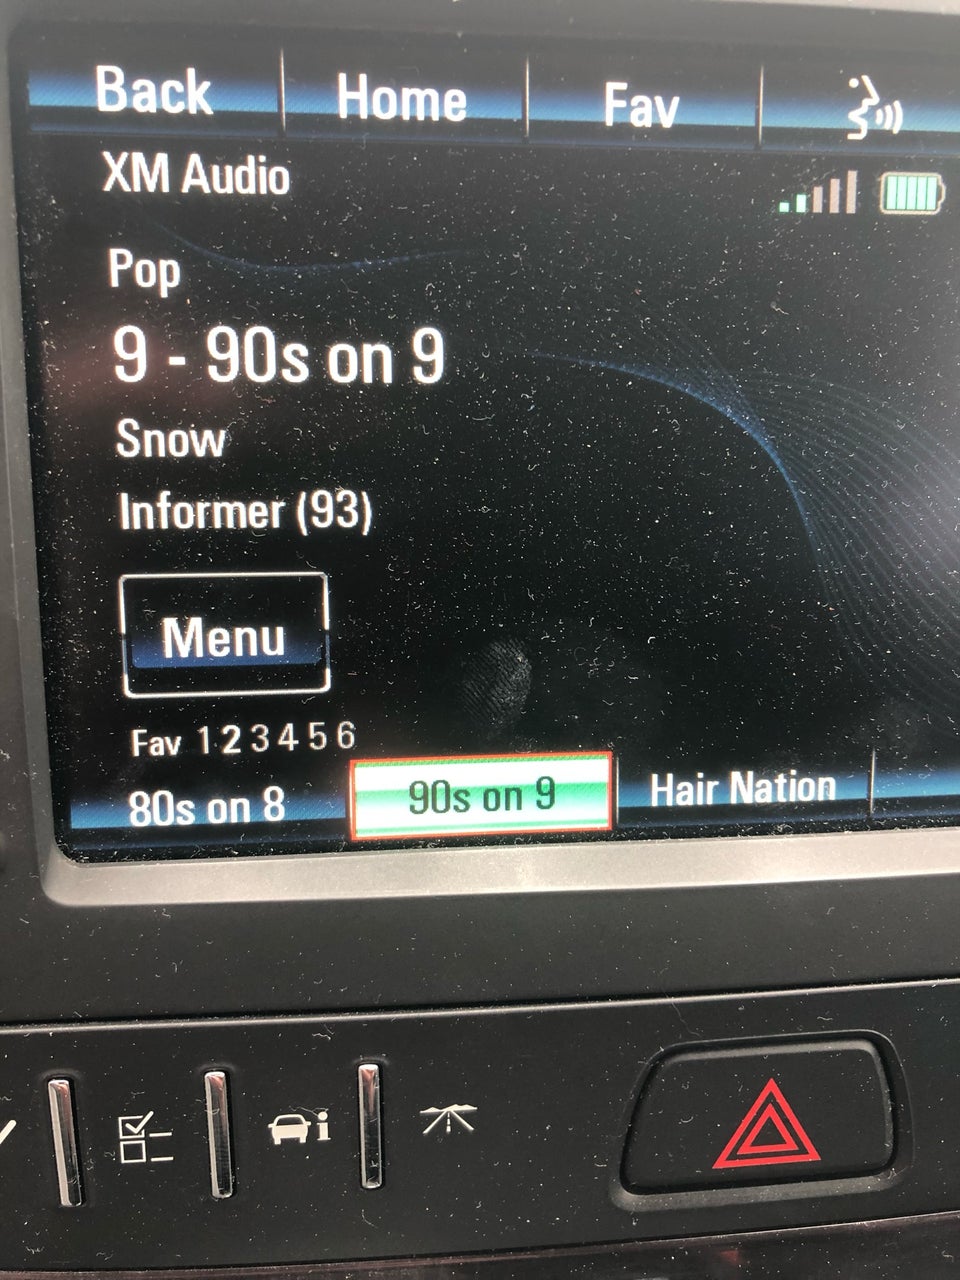 Back Home Fav
XM Audio
Pop
9 - 90s on 9
Snow
Informer (93)
Menu
Fav 1 2 3 4 5 6
80s on 8 90s on 9 Hair Nation
i